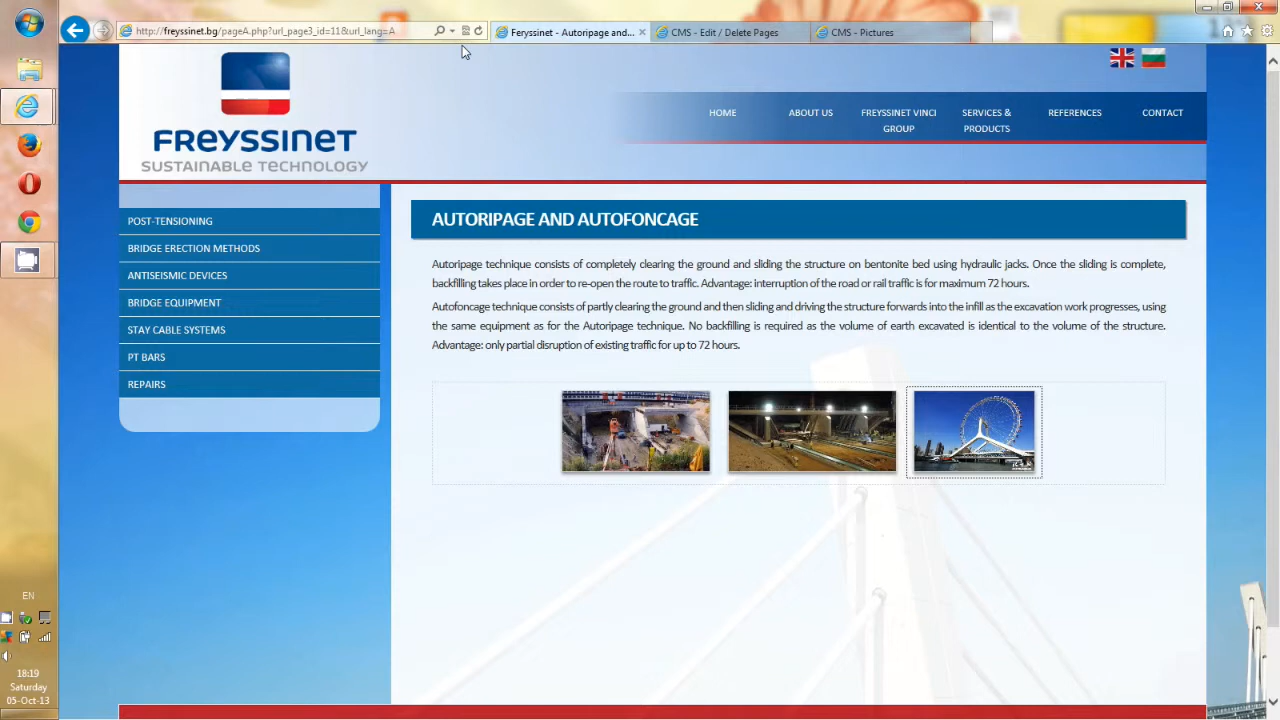 http://freyssinet.bg/pageA.php?url_page3_id=11&url_lang=A
Feryssinet - Autoripage and...
CMS - Edit / Delete Pages
CMS - Pictures
FREYSSINET
SUSTAINABLE TECHNOLOGY
HOME
ABOUT US
FREYSSINET VINCI
GROUP
SERVICES &
PRODUCTS
REFERENCES
CONTACT
POST-TENSIONING
BRIDGE ERECTION METHODS
ANTISEISMIC DEVICES
BRIDGE EQUIPMENT
STAY CABLE SYSTEMS
PT BARS
REPAIRS
AUTORIPAGE AND AUTOFONCAGE
Autoripage technique consists of completely clearing the ground and sliding the structure on bentonite bed using hydraulic jacks. Once the sliding is complete,
backfilling takes place in order to re-open the route to traffic. Advantage: interruption of the road or rail traffic is for maximum 72 hours.
Autofoncage technique consists of partly clearing the ground and then sliding and driving the structure forwards into the infill as the excavation work progresses, using
the same equipment as for the Autoripage technique. No backfilling is required as the volume of earth excavated is identical to the volume of the structure.
Advantage: only partial disruption of existing traffic for up to 72 hours.
EN
18:19
Saturday
05-Oct-13